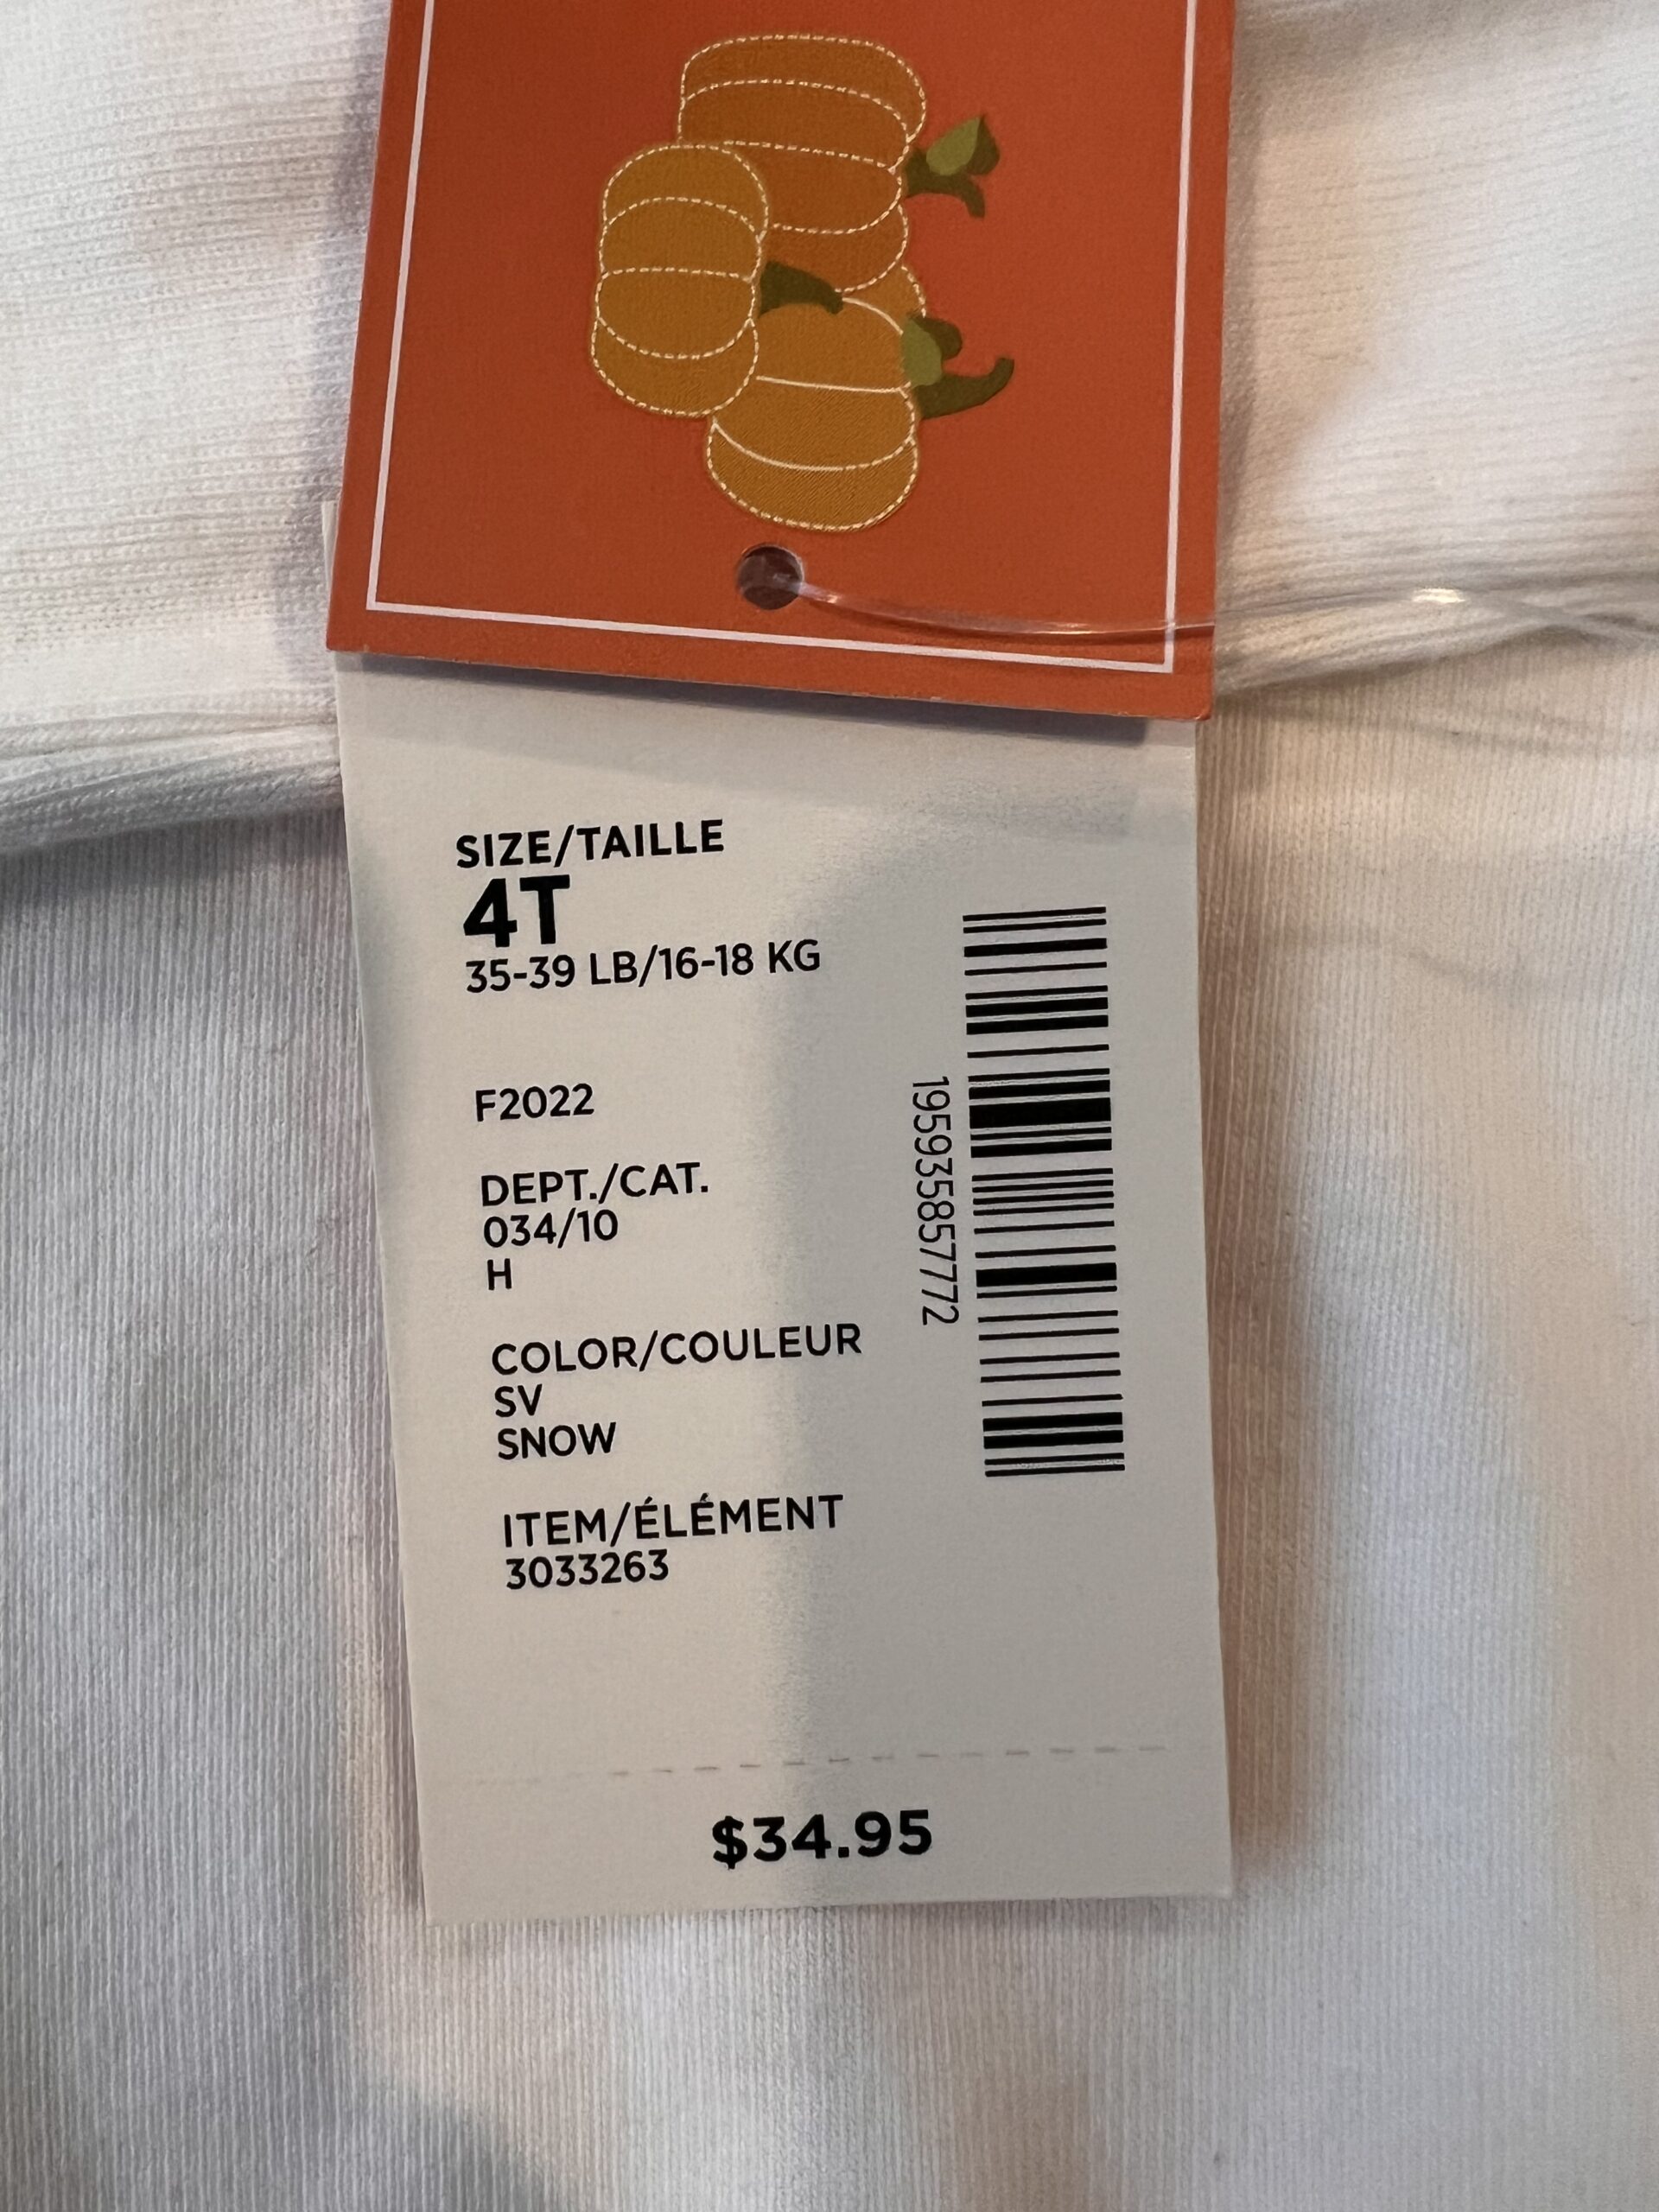 SIZE/TAILLE
4T
35-39 LB/16-18 KG
F2022
DEPT./CAT.
034/10
H
COLOR/COULEUR
SV
SNOW
ITEM/ÉLÉMENT
3033263
195935857772
$34.95